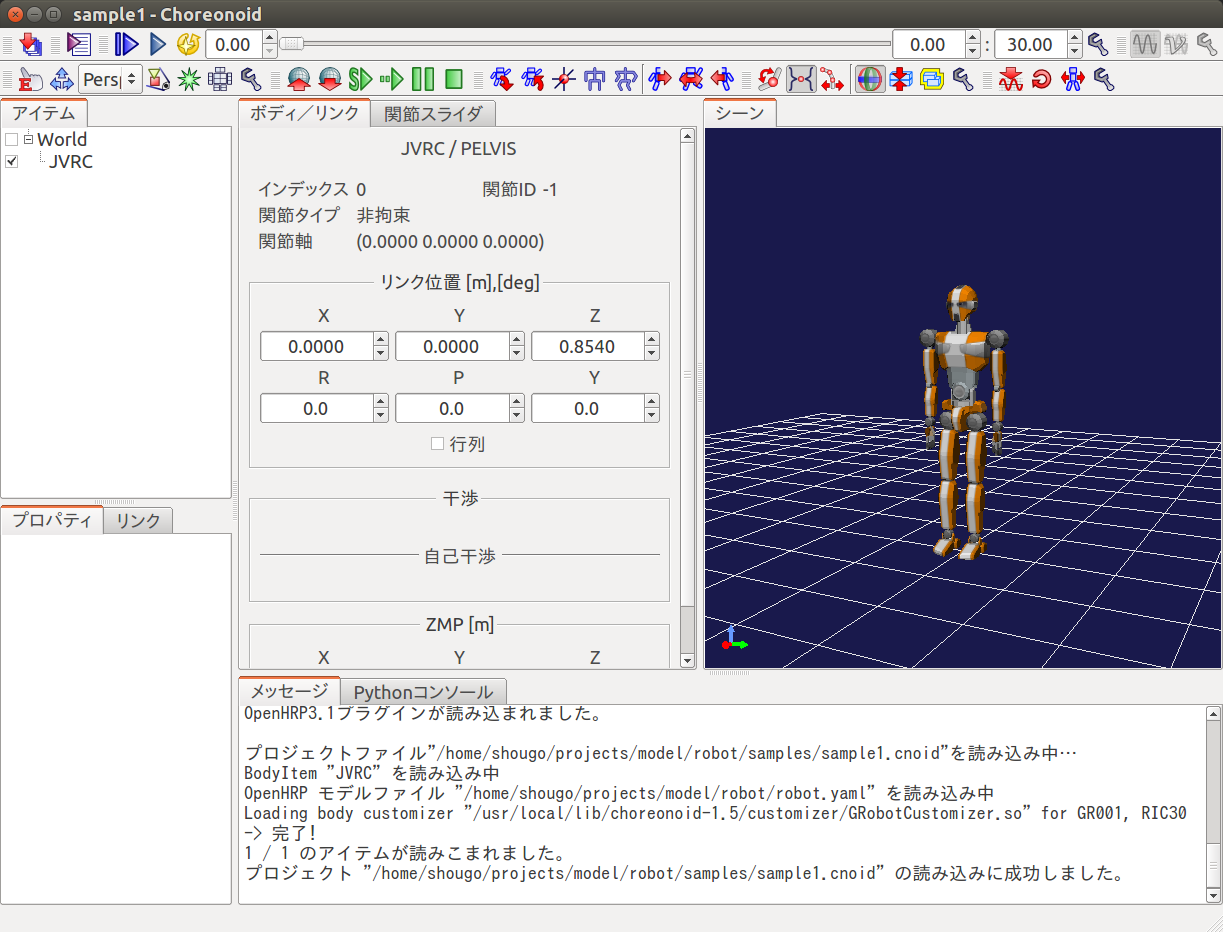 sample1 - Choreonoid
0.00
0.00 : 30.00
Persp
アイテム
World
JVRC
プロパティ リンク
ボディ／リンク 関節スライダ
JVRC / PELVIS
インデックス 0 関節ID -1
関節タイプ 非拘束
関節軸 (0.0000 0.0000 0.0000)
リンク位置 [m],[deg]
X Y Z
0.0000 0.0000 0.8540
R P Y
0.0 0.0 0.0
行列
干渉
自己干渉
ZMP [m]
X Y Z
シーン
メッセージ Pythonコンソール
OpenHRP3.1プラグインが読み込まれました。
プロジェクトファイル"/home/shougo/projects/model/robot/samples/sample1.cnoid"を読み込み中…
BodyItem "JVRC" を読み込み中
OpenHRP モデルファイル "/home/shougo/projects/model/robot/robot.yaml" を読み込み中
Loading body customizer "/usr/local/lib/choreonoid-1.5/customizer/GRobotCustomizer.so" for GR001, RIC30
-> 完了!
1 / 1 のアイテムが読みこまれました。
プロジェクト "/home/shougo/projects/model/robot/samples/sample1.cnoid" の読み込みに成功しました。